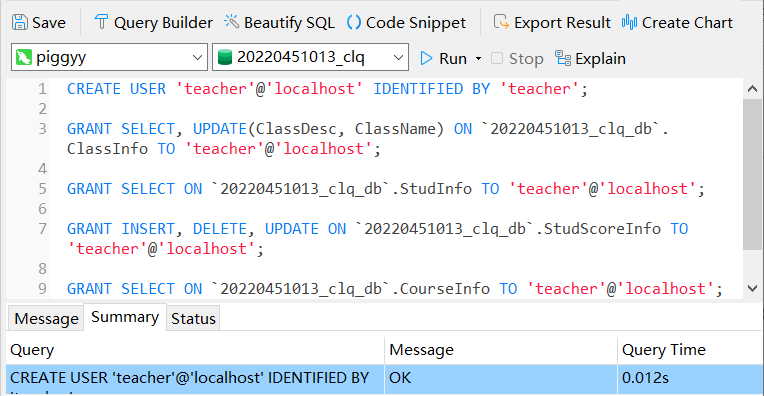 Save Query Builder Beautify SQL () Code Snippet Export Result Create Chart
piggyy 20220451013_clq Run Stop Explain
1 CREATE USER 'teacher'@'localhost' IDENTIFIED BY 'teacher';
2
3 GRANT SELECT, UPDATE(ClassDesc, ClassName) ON `20220451013_clq_db`.
ClassInfo TO 'teacher'@'localhost';
4
5 GRANT SELECT ON `20220451013_clq_db`.StudInfo TO 'teacher'@'localhost';
6
7 GRANT INSERT, DELETE, UPDATE ON `20220451013_clq_db`.StudScoreInfo TO
'teacher'@'localhost';
8
9 GRANT SELECT ON `20220451013_clq_db`.CourseInfo TO 'teacher'@'localhost';
Message Summary Status
Query Message Query Time
CREATE USER 'teacher'@'localhost' IDENTIFIED BY OK 0.012s